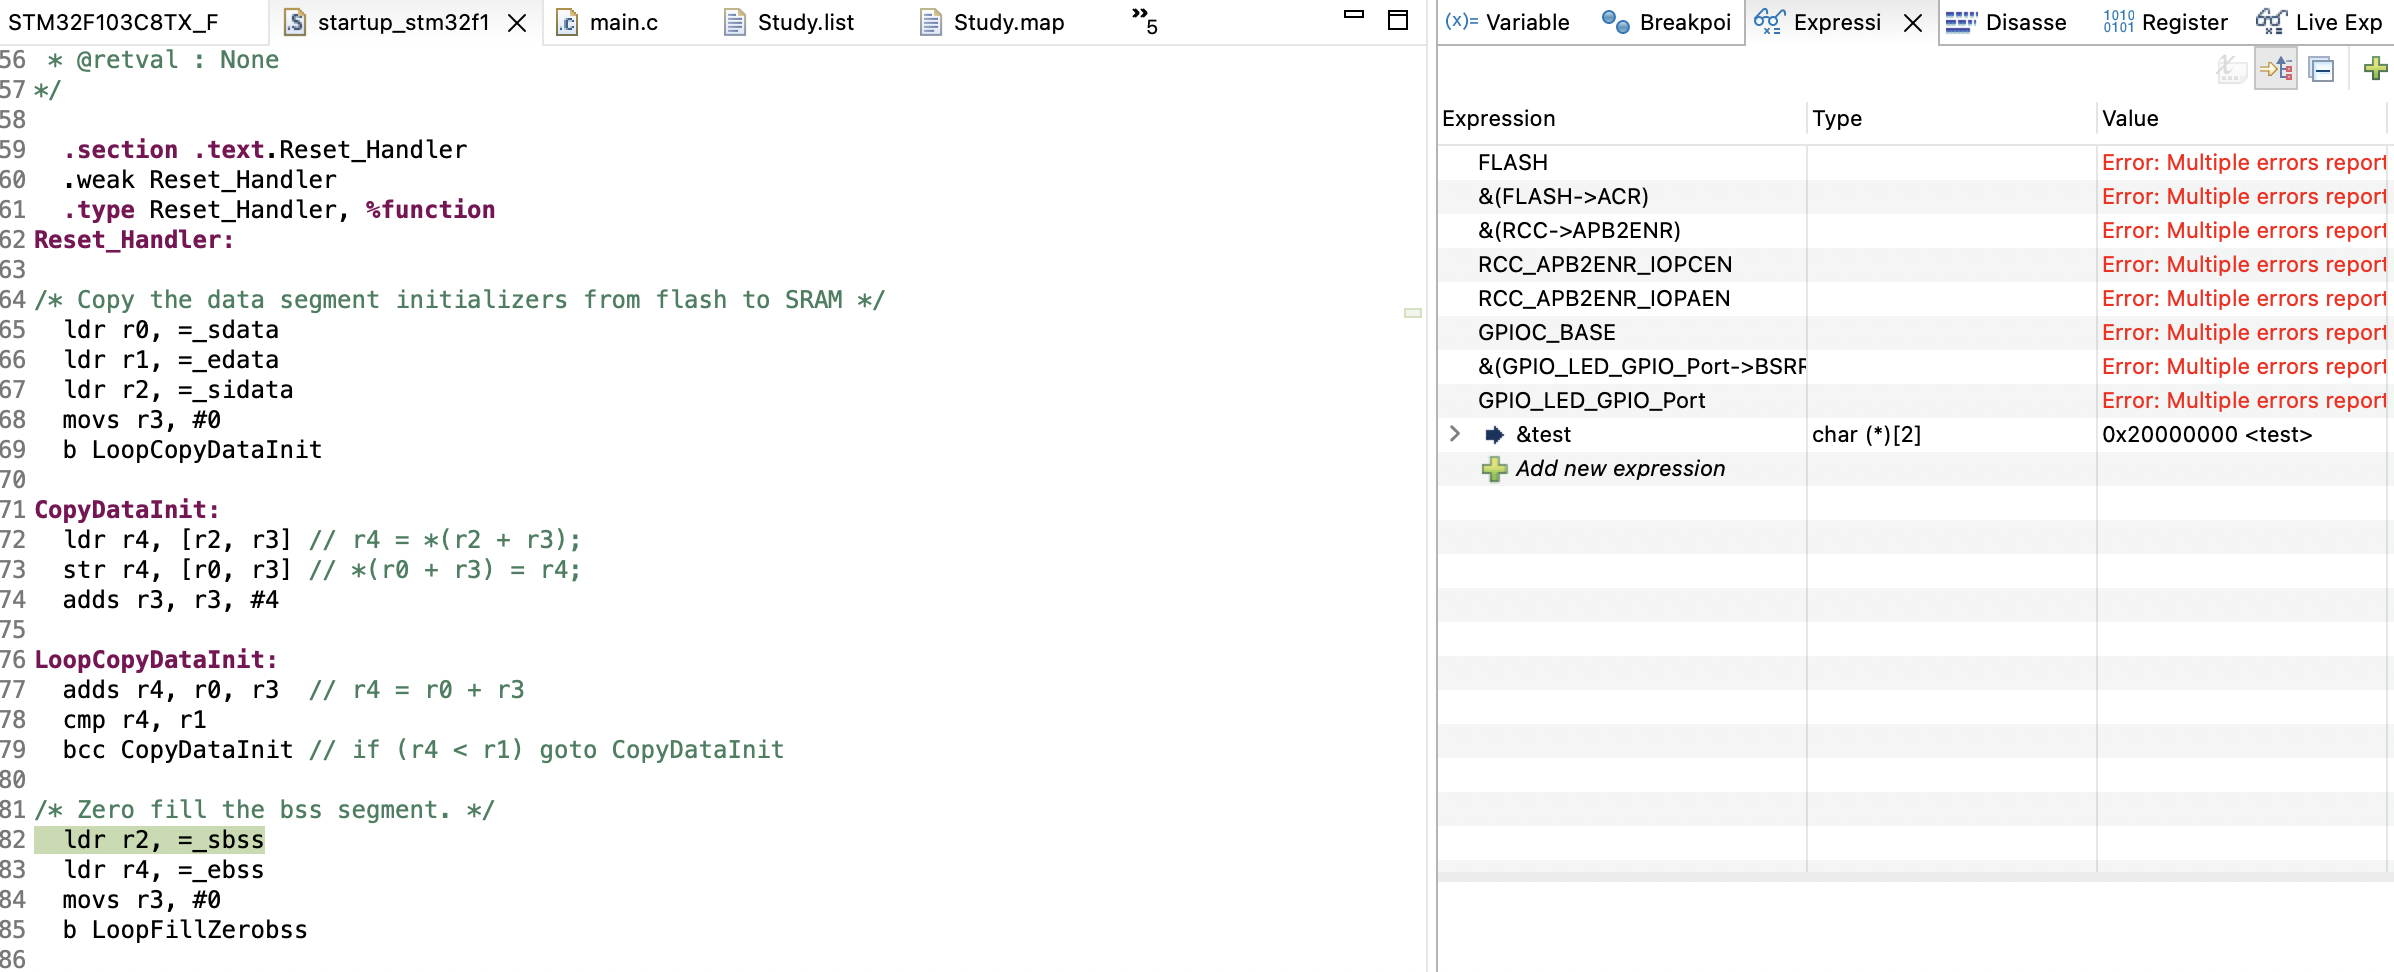 STM32F103C8TX_F startup_stm32f1 main.c Study.list Study.map »5
56 * @retval : None
57 */
58
59 .section .text.Reset_Handler
60 .weak Reset_Handler
61 .type Reset_Handler, %function
62 Reset_Handler:
63
64 /* Copy the data segment initializers from flash to SRAM */
65 ldr r0, =_sdata
66 ldr r1, =_edata
67 ldr r2, =_sidata
68 movs r3, #0
69 b LoopCopyDataInit
70
71 CopyDataInit:
72 ldr r4, [r2, r3] // r4 = *(r2 + r3);
73 str r4, [r0, r3] // *(r0 + r3) = r4;
74 adds r3, r3, #4
75
76 LoopCopyDataInit:
77 adds r4, r0, r3 // r4 = r0 + r3
78 cmp r4, r1
79 bcc CopyDataInit // if (r4 < r1) goto CopyDataInit
80
81 /* Zero fill the bss segment. */
82 ldr r2, =_sbss
83 ldr r4, =_ebss
84 movs r3, #0
85 b LoopFillZerobss
86
(x)= Variable Breakpoi Expressi Disasse 1010 0101 Register Live Exp
Expression Type Value
FLASH Error: Multiple errors report
&(FLASH->ACR) Error: Multiple errors report
&(RCC->APB2ENR) Error: Multiple errors report
RCC_APB2ENR_IOPCEN Error: Multiple errors report
RCC_APB2ENR_IOPAEN Error: Multiple errors report
GPIOC_BASE Error: Multiple errors report
&(GPIO_LED_GPIO_Port->BSRR Error: Multiple errors report
GPIO_LED_GPIO_Port Error: Multiple errors report
&test char (*)[2] 0x20000000 <test>
Add new expression